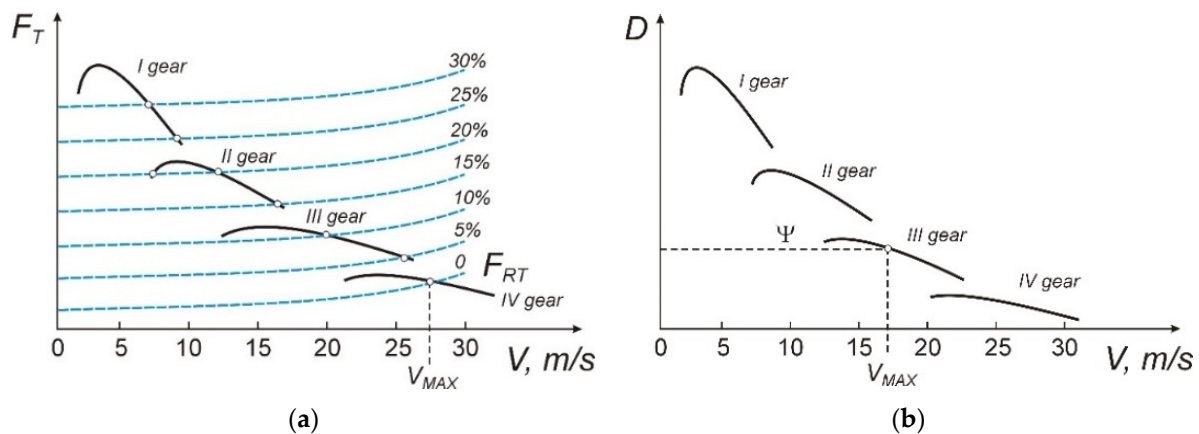 F_T
I gear
30%
25%
20%
II gear
15%
10%
III gear
5%
0
F_RT
IV gear
0 5 10 15 20 25 30
V, m/s
V_MAX
(a)
D
I gear
II gear
Ψ
III gear
IV gear
0 5 10 15 20 25 30
V, m/s
V_MAX
(b)